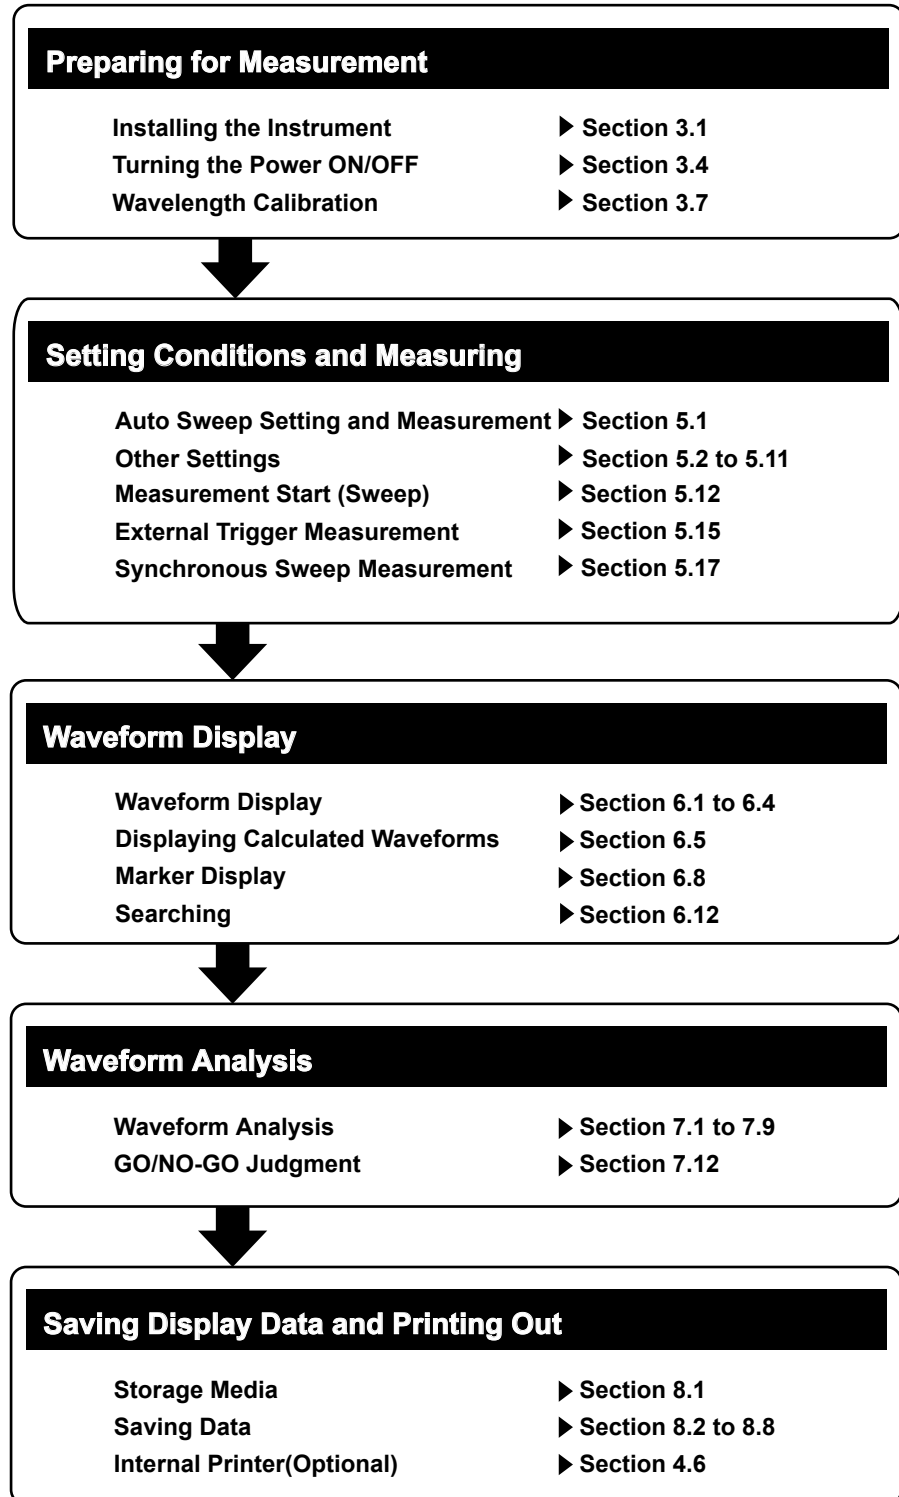 Preparing for Measurement
Installing the Instrument Section 3.1
Turning the Power ON/OFF Section 3.4
Wavelength Calibration Section 3.7
Setting Conditions and Measuring
Auto Sweep Setting and Measurement Section 5.1
Other Settings Section 5.2 to 5.11
Measurement Start (Sweep) Section 5.12
External Trigger Measurement Section 5.15
Synchronous Sweep Measurement Section 5.17
Waveform Display
Waveform Display Section 6.1 to 6.4
Displaying Calculated Waveforms Section 6.5
Marker Display Section 6.8
Searching Section 6.12
Waveform Analysis
Waveform Analysis Section 7.1 to 7.9
GO/NO-GO Judgment Section 7.12
Saving Display Data and Printing Out
Storage Media Section 8.1
Saving Data Section 8.2 to 8.8
Internal Printer(Optional) Section 4.6